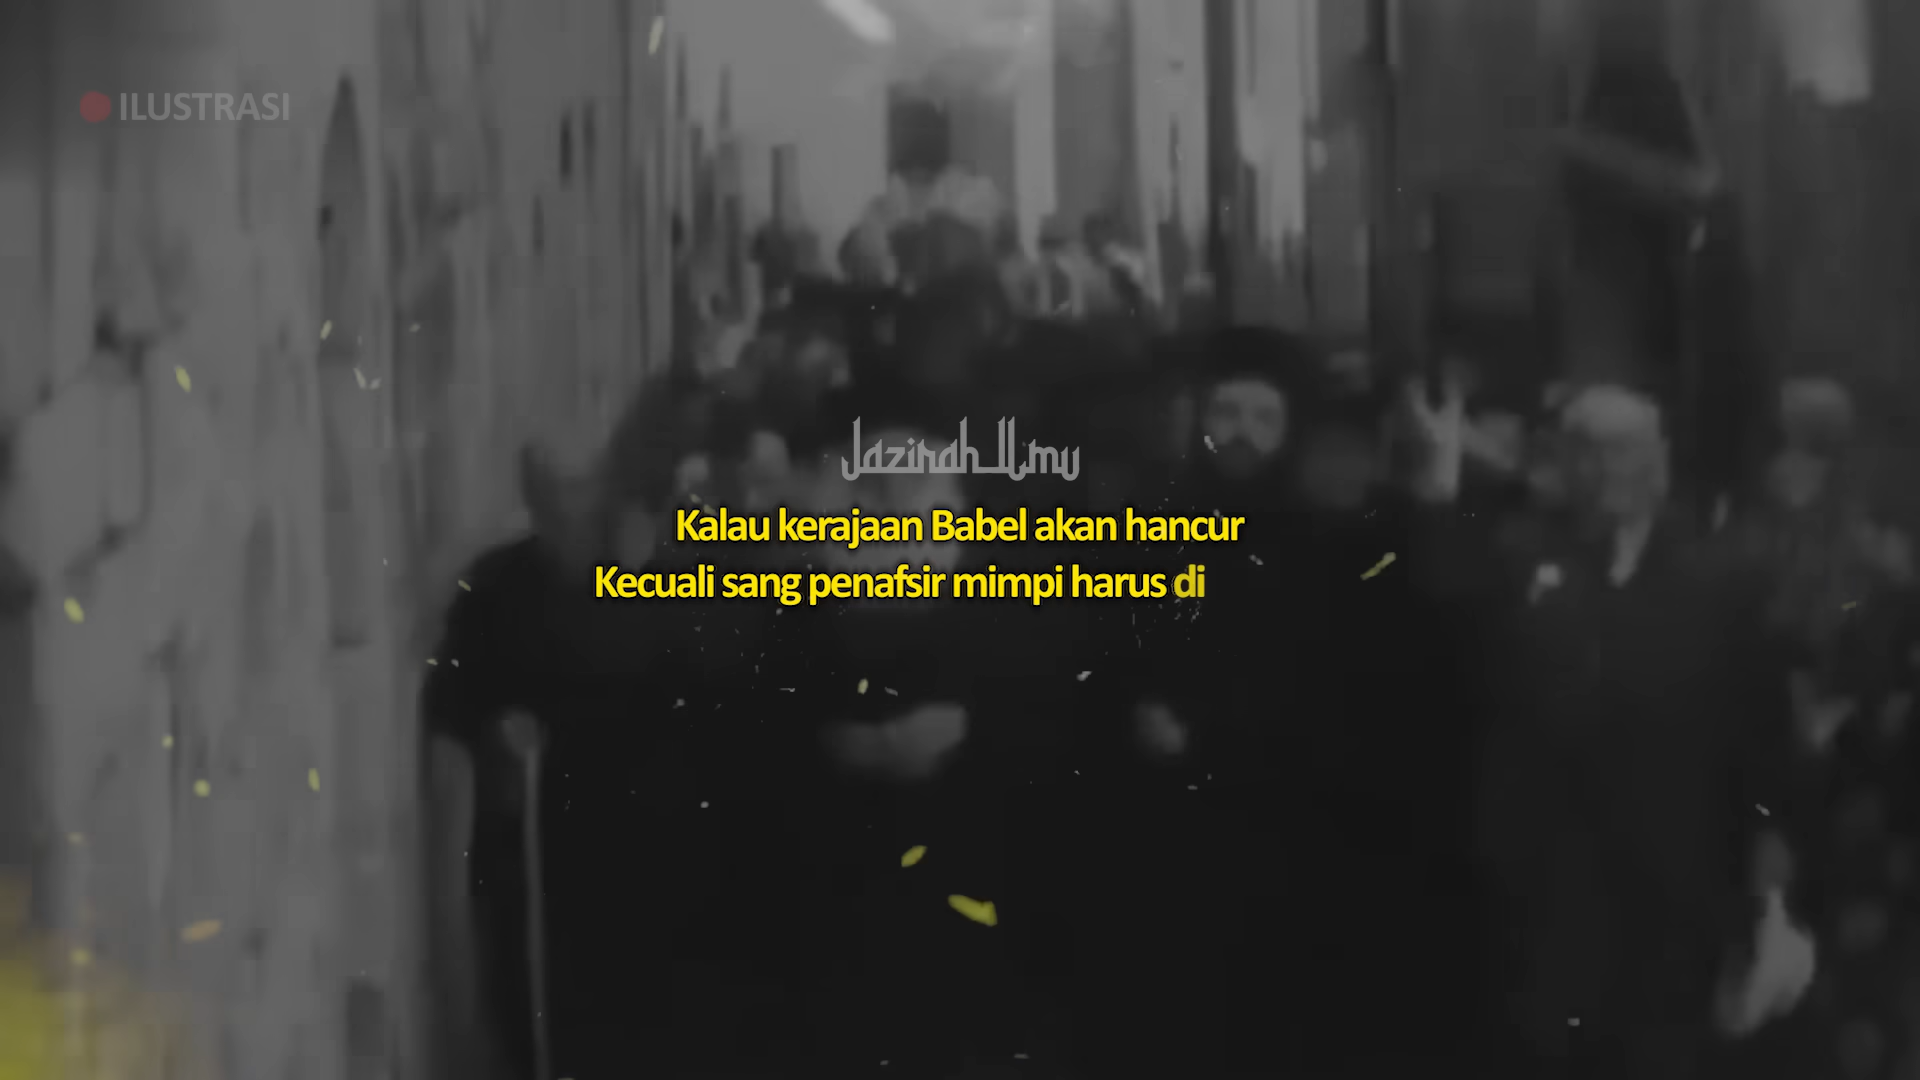 ILUSTRASI
Jazirah Ilmu
Kalau kerajaan Babel akan hancur
Kecuali sang penafsir mimpi harus di